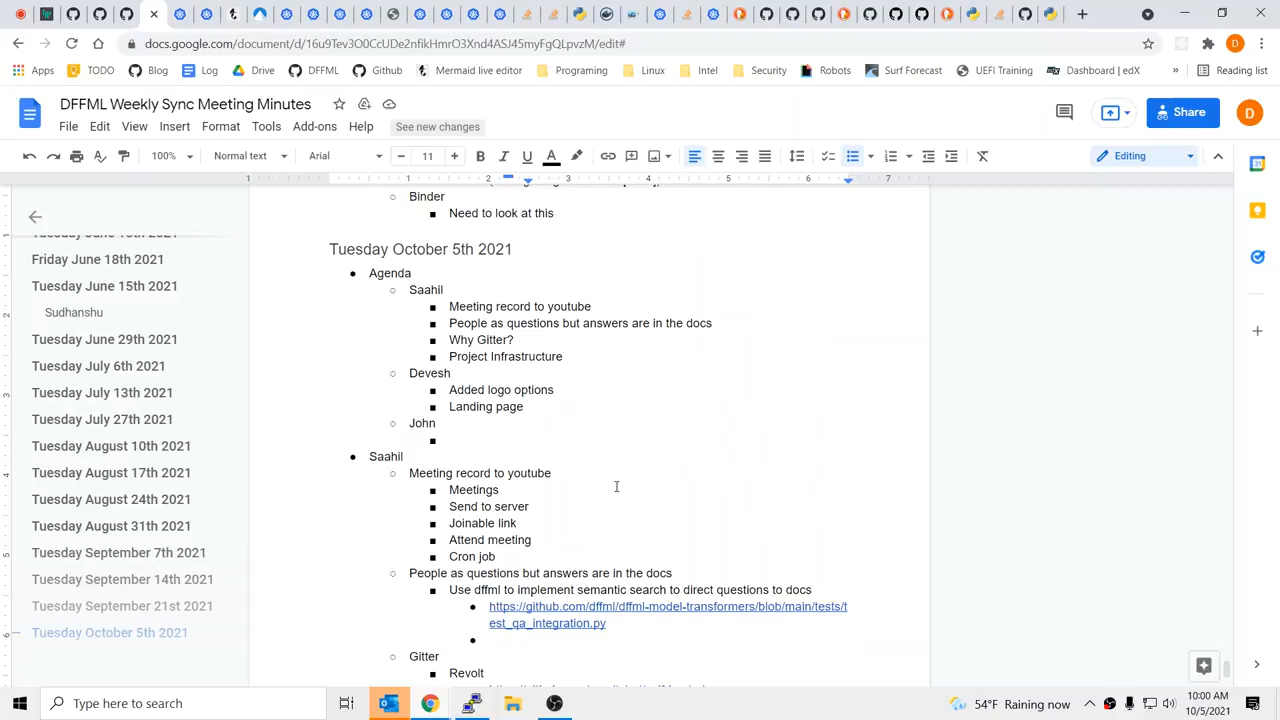 docs.google.com/document/d/16u9Tev3O0CcUDe2nfikHmrO3Xnd4ASJ45myFgQLpvzM/edit#
Apps TODO Blog Log Drive DFFML Github Mermaid live editor Programing Linux Intel Security Robots Surf Forecast UEFI Training Dashboard | edX » Reading list
DFFML Weekly Sync Meeting Minutes
Share
D
File Edit View Insert Format Tools Add-ons Help See new changes
100% Normal text Arial 11 Editing
1 1 2 3 4 5 6 7
Binder
Need to look at this
Friday June 18th 2021
Tuesday June 15th 2021
Sudhanshu
Tuesday June 29th 2021
Tuesday July 6th 2021
Tuesday July 13th 2021
Tuesday July 27th 2021
Tuesday August 10th 2021
Tuesday August 17th 2021
Tuesday August 24th 2021
Tuesday August 31th 2021
Tuesday September 7th 2021
Tuesday September 14th 2021
Tuesday September 21st 2021
Tuesday October 5th 2021
Tuesday October 5th 2021
Agenda
Saahil
Meeting record to youtube
People as questions but answers are in the docs
Why Gitter?
Project Infrastructure
Devesh
Added logo options
Landing page
John
Saahil
Meeting record to youtube
Meetings
Send to server
Joinable link
Attend meeting
Cron job
People as questions but answers are in the docs
Use dffml to implement semantic search to direct questions to docs
https://github.com/dffml/dffml-model-transformers/blob/main/tests/t
est_qa_integration.py
Gitter
Revolt
Type here to search
54°F Raining now
10:00 AM
10/5/2021